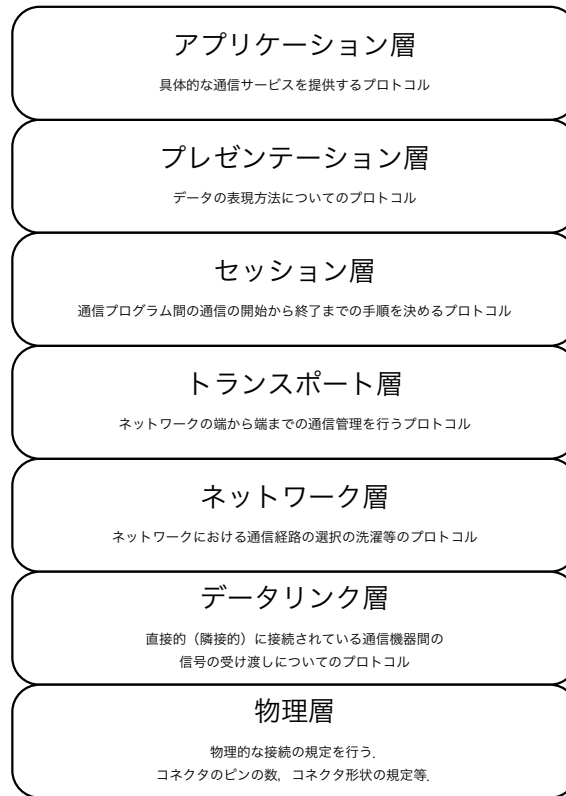 アプリケーション層
具体的な通信サービスを提供するプロトコル
プレゼンテーション層
データの表現方法についてのプロトコル
セッション層
通信プログラム間の通信の開始から終了までの手順を決めるプロトコル
トランスポート層
ネットワークの端から端までの通信管理を行うプロトコル
ネットワーク層
ネットワークにおける通信経路の選択の洗濯等のプロトコル
データリンク層
直接的（隣接的）に接続されている通信機器間の
信号の受け渡しについてのプロトコル
物理層
物理的な接続の規定を行う．
コネクタのピンの数，コネクタ形状の規定等．